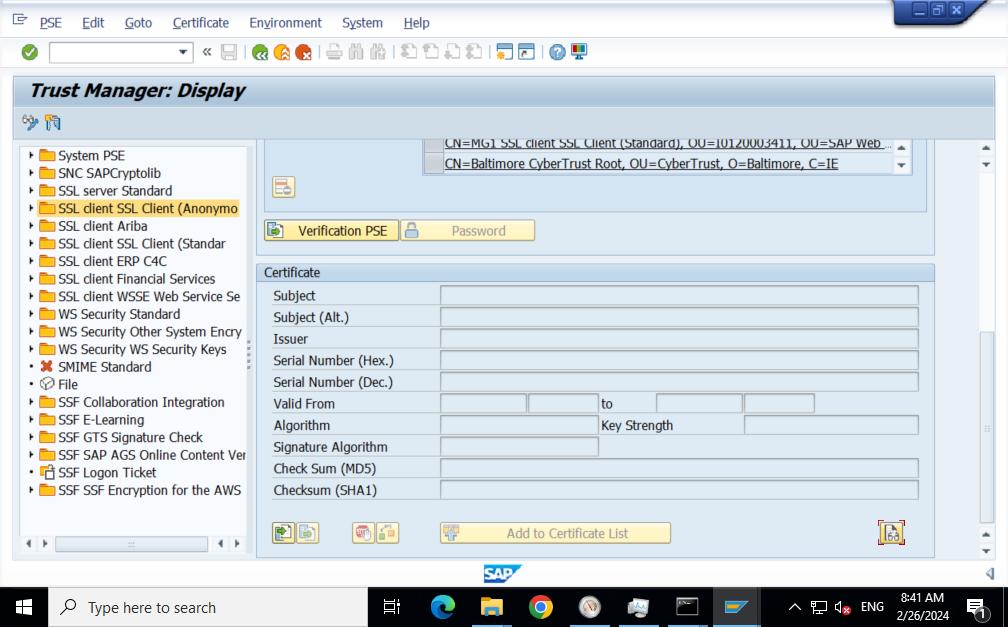 PSE Edit Goto Certificate Environment System Help
«
Trust Manager: Display
System PSE
SNC SAPCryptolib
SSL server Standard
SSL client SSL Client (Anonymo
SSL client Ariba
SSL client SSL Client (Standar
SSL client ERP C4C
SSL client Financial Services
SSL client WSSE Web Service Se
WS Security Standard
WS Security Other System Encry
WS Security WS Security Keys
SMIME Standard
File
SSF Collaboration Integration
SSF E-Learning
SSF GTS Signature Check
SSF SAP AGS Online Content Ver
SSF Logon Ticket
SSF SSF Encryption for the AWS
CN=MG1 SSL client SSL Client (Standard), OU=I0120003411, OU=SAP Web ...
CN=Baltimore CyberTrust Root, OU=CyberTrust, O=Baltimore, C=IE
Verification PSE Password
Certificate
Subject
Subject (Alt.)
Issuer
Serial Number (Hex.)
Serial Number (Dec.)
Valid From to
Algorithm Key Strength
Signature Algorithm
Check Sum (MD5)
Checksum (SHA1)
Add to Certificate List
SAP
Type here to search
ENG
8:41 AM
2/26/2024
1